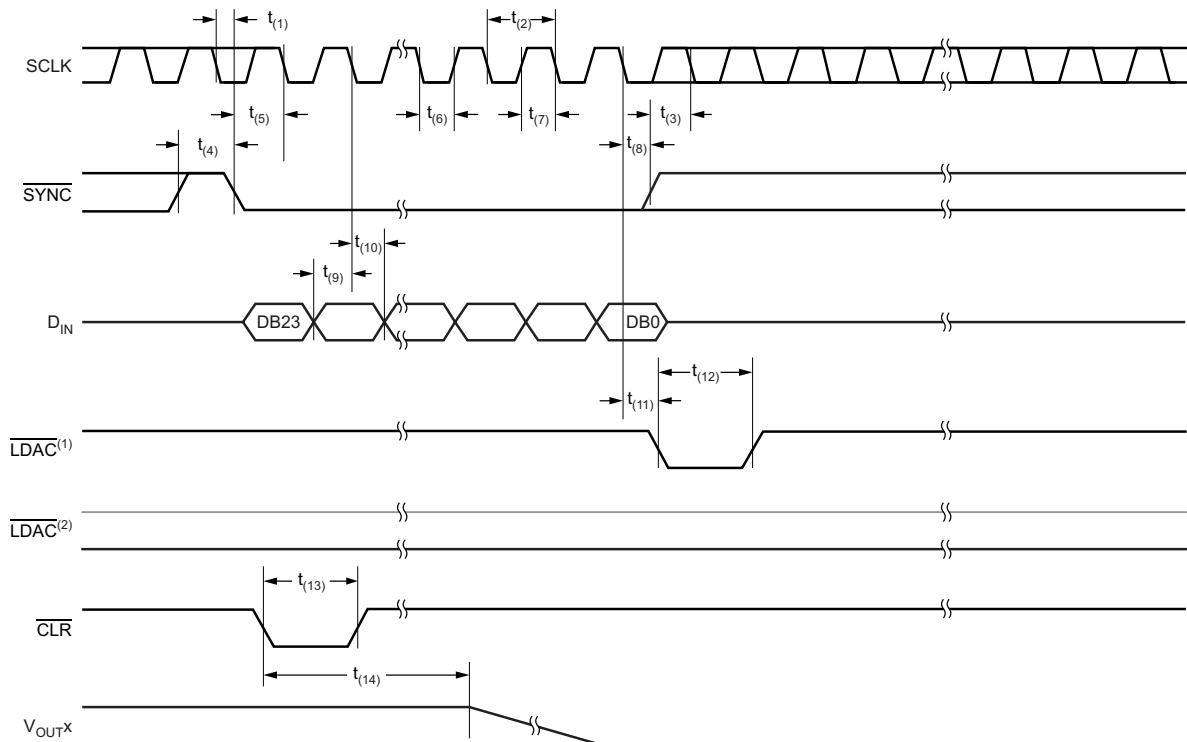 t(1)
t(2)
SCLK
t(5)
t(6)
t(7)
t(3)
t(4)
t(8)
SYNC
t(10)
t(9)
DIN
DB23
DB0
t(12)
t(11)
LDAC(1)
LDAC(2)
t(13)
CLR
t(14)
VOUTX